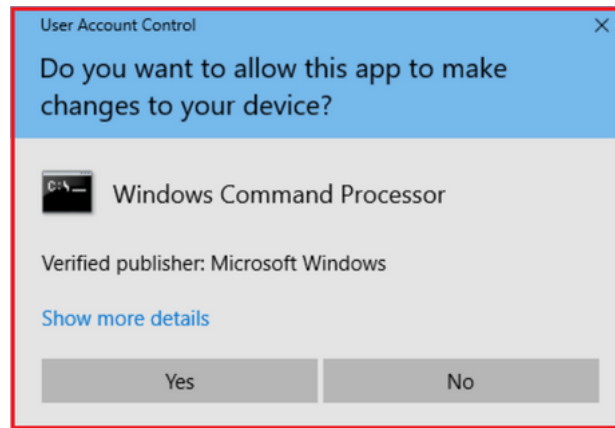 User Account Control
Do you want to allow this app to make
changes to your device?
C:\_
Windows Command Processor
Verified publisher: Microsoft Windows
Show more details
Yes
No